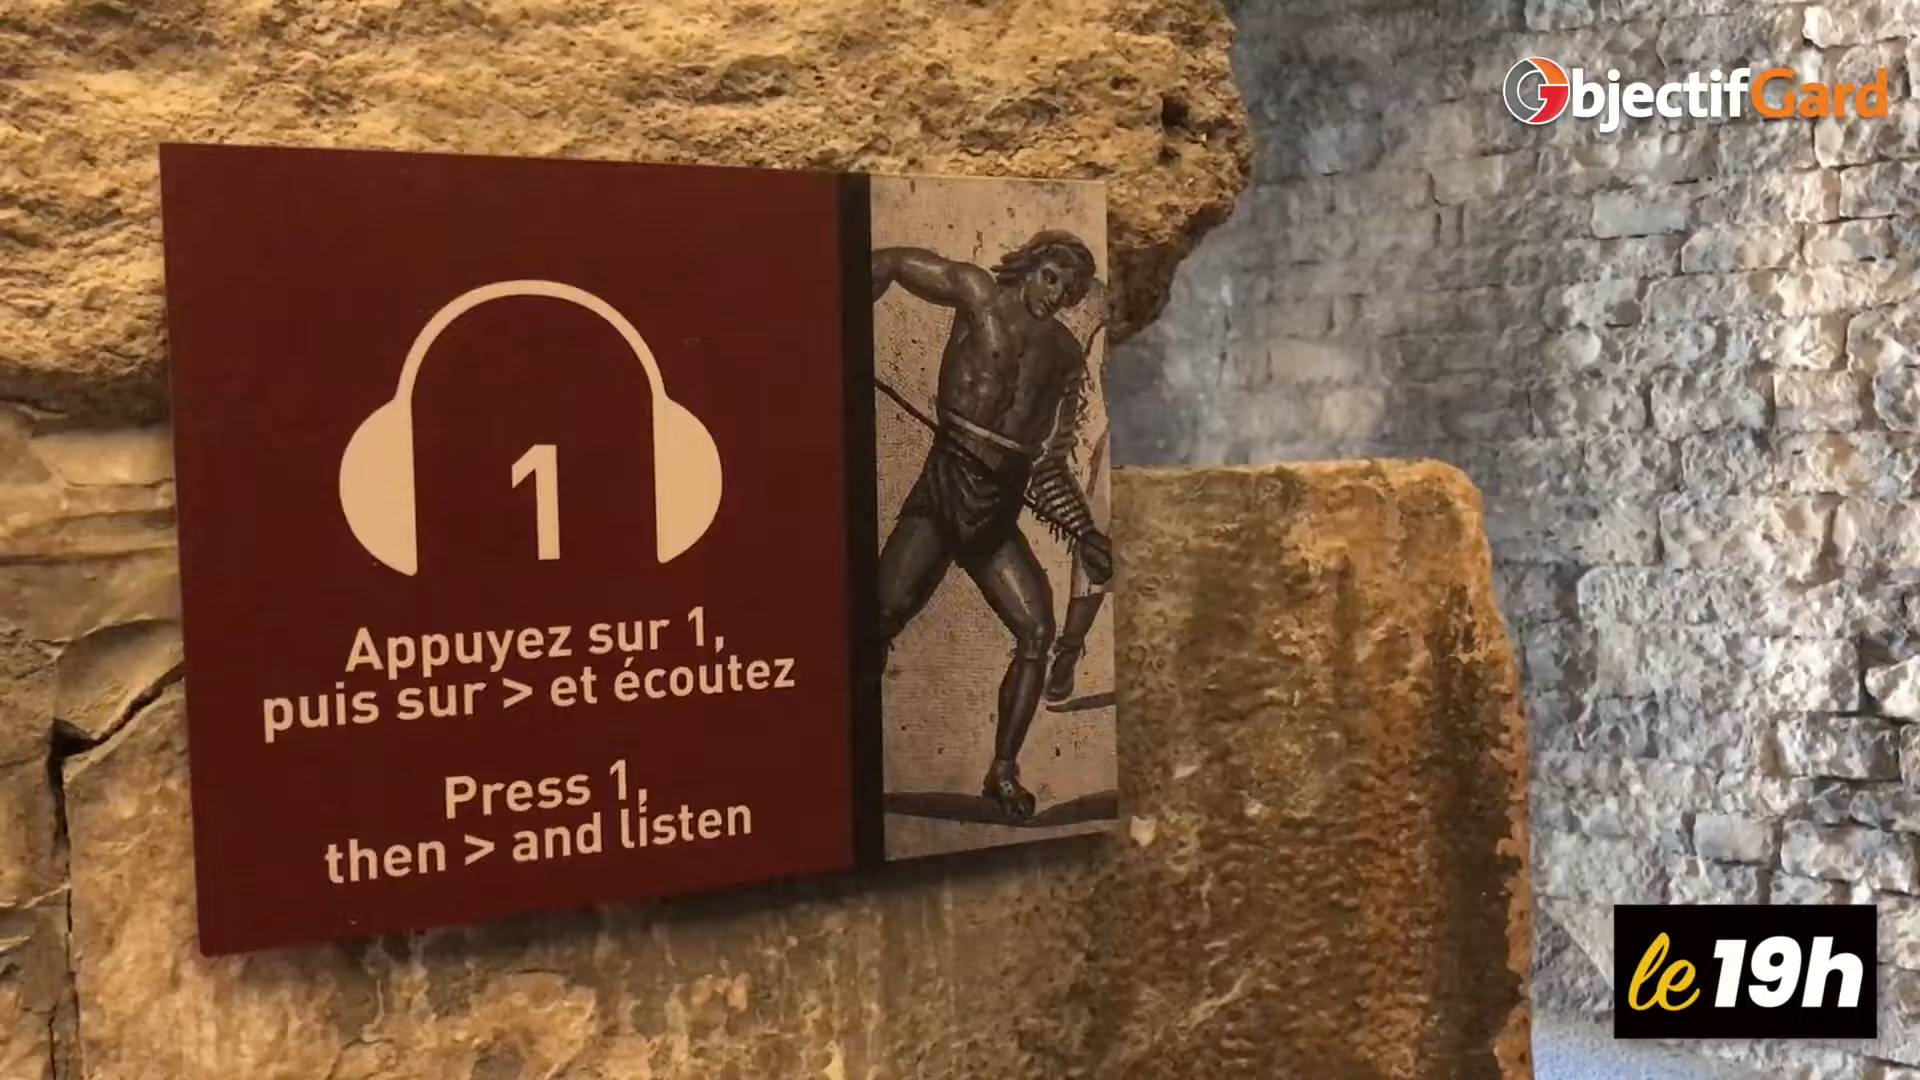 ObjectifGard
1
Appuyez sur 1,
puis sur > et écoutez
Press 1,
then > and listen
le 19h